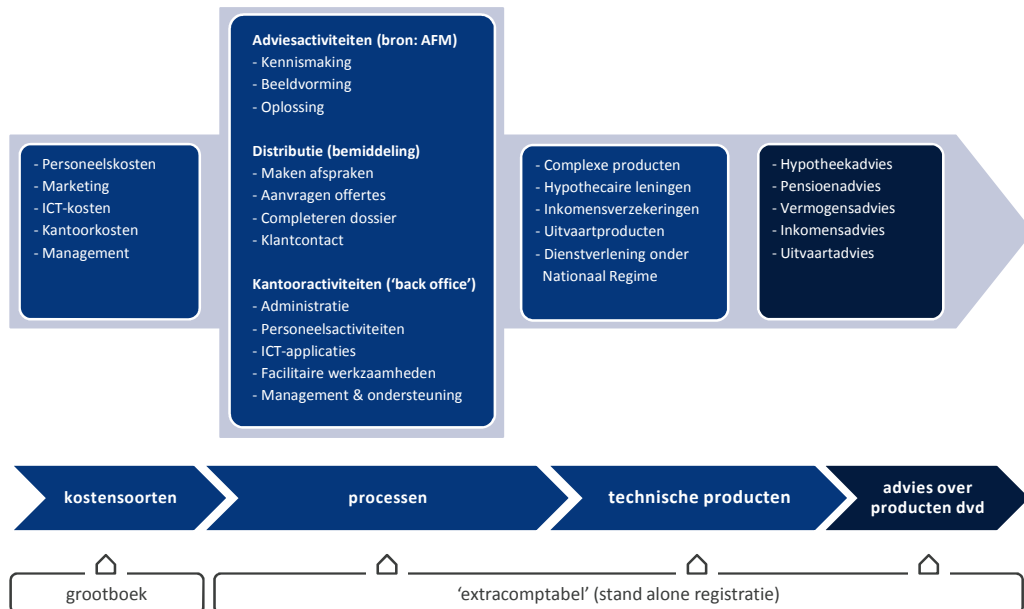 - Personeelskosten
- Marketing
- ICT-kosten
- Kantoorkosten
- Management
Adviesactiviteiten (bron: AFM)
- Kennismaking
- Beeldvorming
- Oplossing
Distributie (bemiddeling)
- Maken afspraken
- Aanvragen offertes
- Completeren dossier
- Klantcontact
Kantooractiviteiten (‘back office’)
- Administratie
- Personeelsactiviteiten
- ICT-applicaties
- Facilitaire werkzaamheden
- Management & ondersteuning
- Complexe producten
- Hypothecaire leningen
- Inkomensverzekeringen
- Uitvaartproducten
- Dienstverlening onder
Nationaal Regime
- Hypotheekadvies
- Pensioenadvies
- Vermogensadvies
- Inkomensadvies
- Uitvaartadvies
kostensoorten
processen
technische producten
advies over
producten dvd
grootboek
‘extracomptabel’ (stand alone registratie)